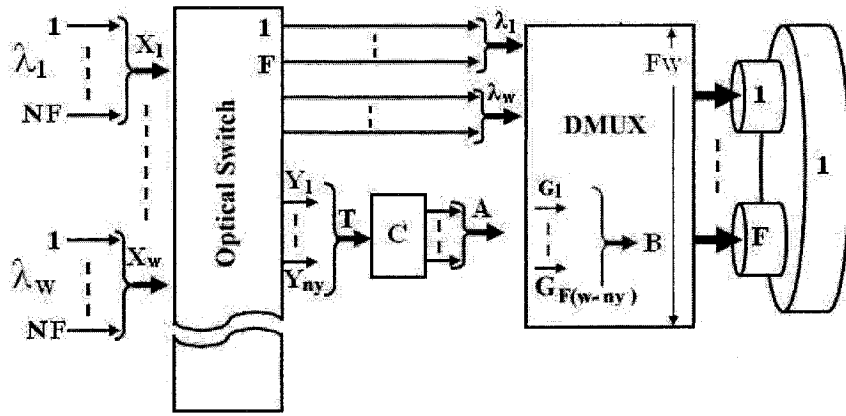 1
λ1
NF
X1
1
λw
NF
Xw
Optical Switch
1
F
λ1
λw
Y1
Yny
T
C
A
DMUX
Fw
G1
GF(w-ny)
B
1
F
1